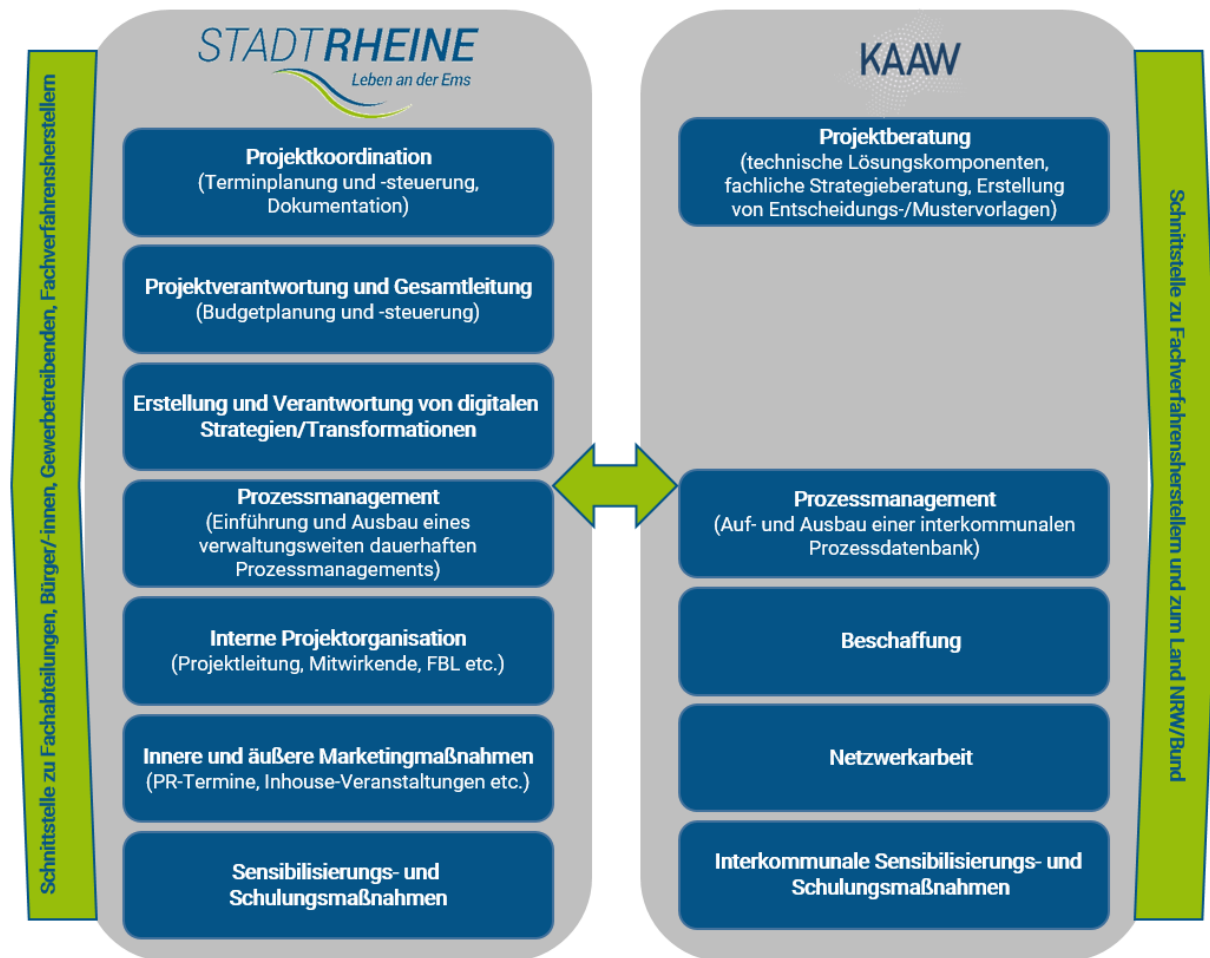 Schnittstelle zu Fachabteilungen, Bürger/-innen, Gewerbetreibenden, Fachverfahrensherstellern
STADTRHEINE
Leben an der Ems
Projektkoordination
(Terminplanung und -steuerung,
Dokumentation)
Projektverantwortung und Gesamtleitung
(Budgetplanung und -steuerung)
Erstellung und Verantwortung von digitalen
Strategien/Transformationen
Prozessmanagement
(Einführung und Ausbau eines
verwaltungsweiten dauerhaften
Prozessmanagements)
Interne Projektorganisation
(Projektleitung, Mitwirkende, FBL etc.)
Innere und äußere Marketingmaßnahmen
(PR-Termine, Inhouse-Veranstaltungen etc.)
Sensibilisierungs- und
Schulungsmaßnahmen
KAAW
Projektberatung
(technische Lösungskomponenten,
fachliche Strategieberatung, Erstellung
von Entscheidungs-/Mustervorlagen)
Prozessmanagement
(Auf- und Ausbau einer interkommunalen
Prozessdatenbank)
Beschaffung
Netzwerkarbeit
Interkommunale Sensibilisierungs- und
Schulungsmaßnahmen
Schnittstelle zu Fachverfahrensherstellern und zum Land NRW/Bund